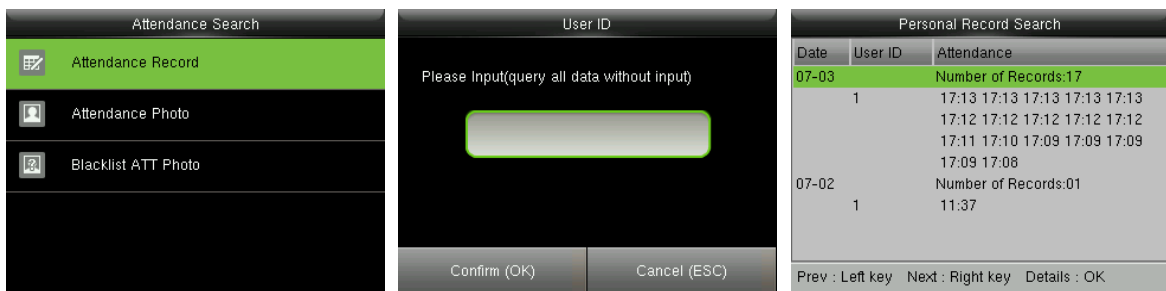 Attendance Search
Attendance Record
Attendance Photo
Blacklist ATT Photo
User ID
Please Input(query all data without input)
Confirm (OK) Cancel (ESC)
Personal Record Search
Date User ID Attendance
07-03 Number of Records:17
1 17:13 17:13 17:13 17:13 17:13
17:12 17:12 17:12 17:12 17:12
17:11 17:10 17:09 17:09 17:09
17:09 17:08
07-02 Number of Records:01
1 11:37
Prev : Left key Next : Right key Details : OK